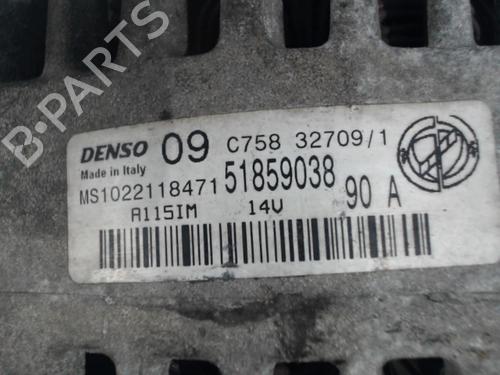 DENSO 09 C758 32709/1
Made in Italy
MS1022118471 51859038
A115IM 14V 90 A
B-PARTS